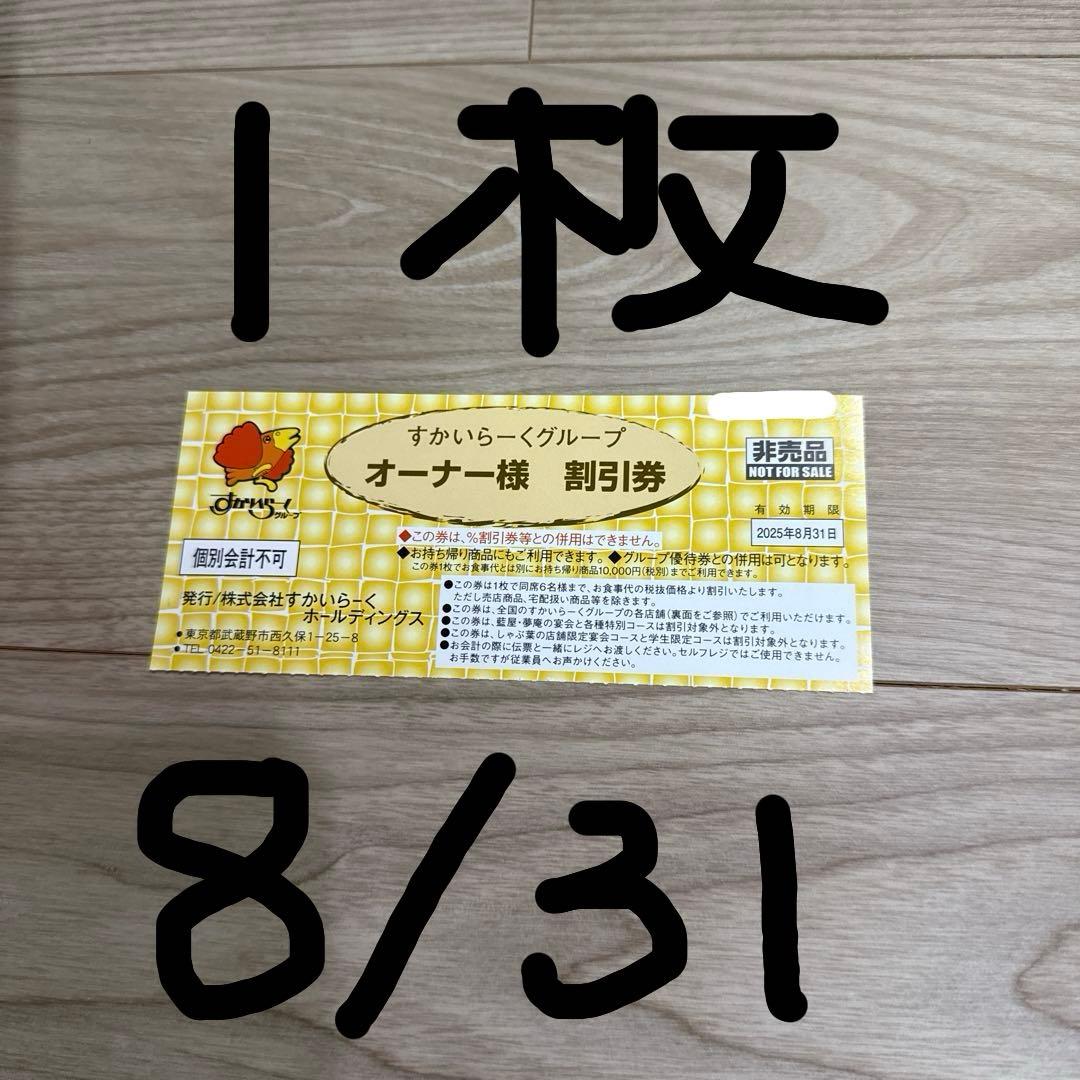 1枚
すかいらーくグループ
オーナー様 割引券
すかいらーく
グループ
非売品
NOT FOR SALE
有効期限
2025年8月31日
個別会計不可
発行/株式会社すかいらーく
ホールディングス
●東京都武蔵野市西久保1-25-8
●TEL 0422-51-8111
◆この券は、%割引券等との併用はできません。
◆お持ち帰り商品にもご利用できます。◆グループ優待券との併用は可となります。
この券1枚でお食事代とは別にお持ち帰り商品10,000円(税別)までご利用できます。
●この券は1枚で同席6名様まで、お食事代の税抜価格より割引いたします。
ただし売店商品、宅配扱い商品等を除きます。
●この券は、全国のすかいらーくグループの各店舗(裏面をご参照)でご利用いただけます。
●この券は、藍屋・夢庵の宴会と各種特別コースは割引対象外となります。
●この券は、しゃぶ葉の店舗限定宴会コースと学生限定コースは割引対象外となります。
●お会計の際に伝票と一緒にレジへお渡しください。セルフレジではご使用できません。
お手数ですが従業員へお声かけください。
8/31